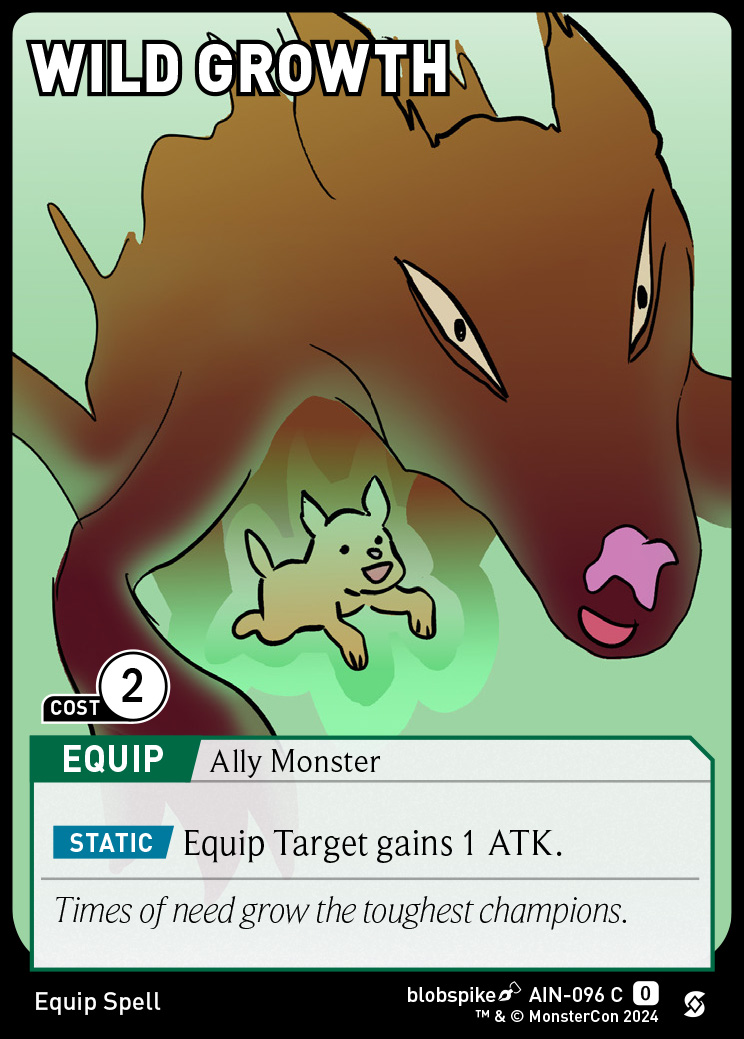 WILD GROWTH
COST 2
EQUIP Ally Monster
STATIC Equip Target gains 1 ATK.
Times of need grow the toughest champions.
Equip Spell
blobspike AIN-096 C 0
™ & © MonsterCon 2024